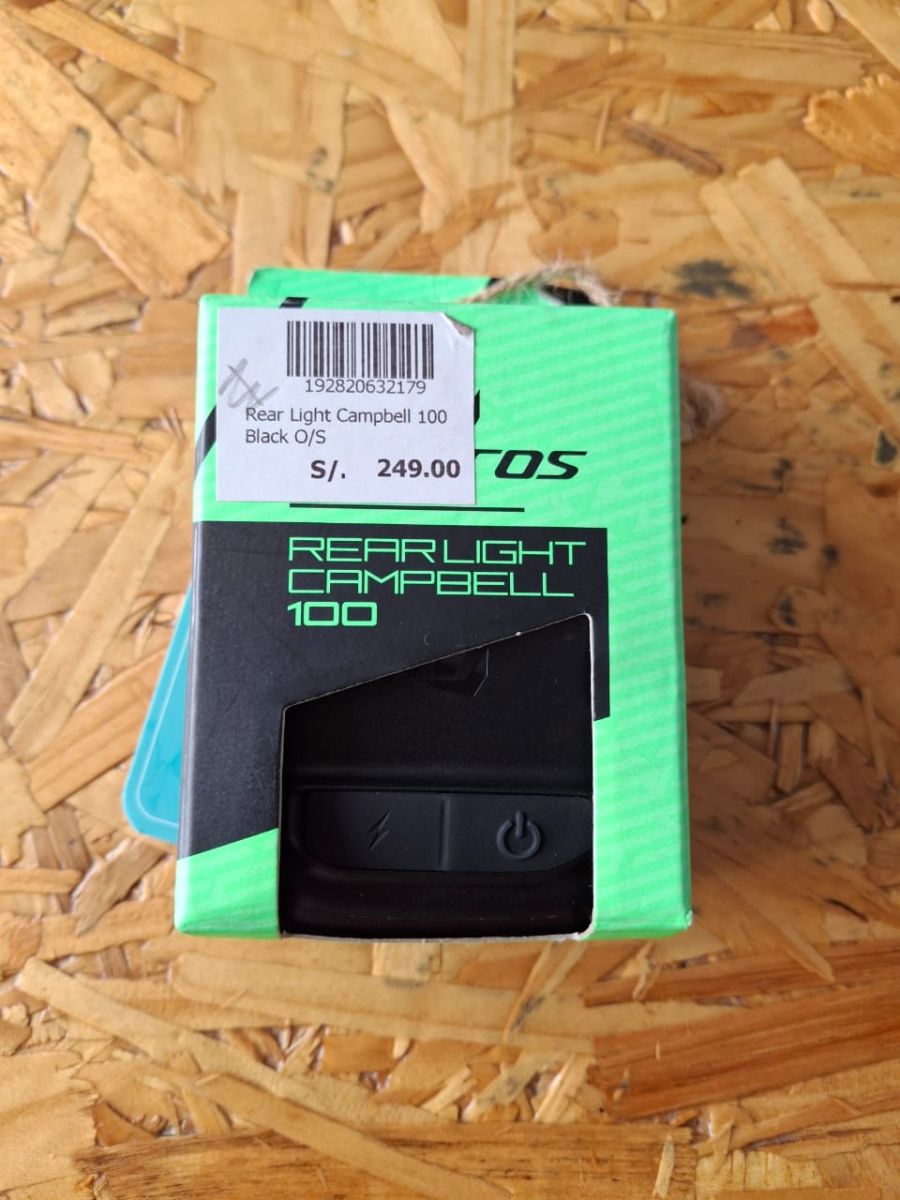 192820632179
Rear Light Campbell 100
Black O/S
S/. 249.00
REAR LIGHT
CAMPBELL
100